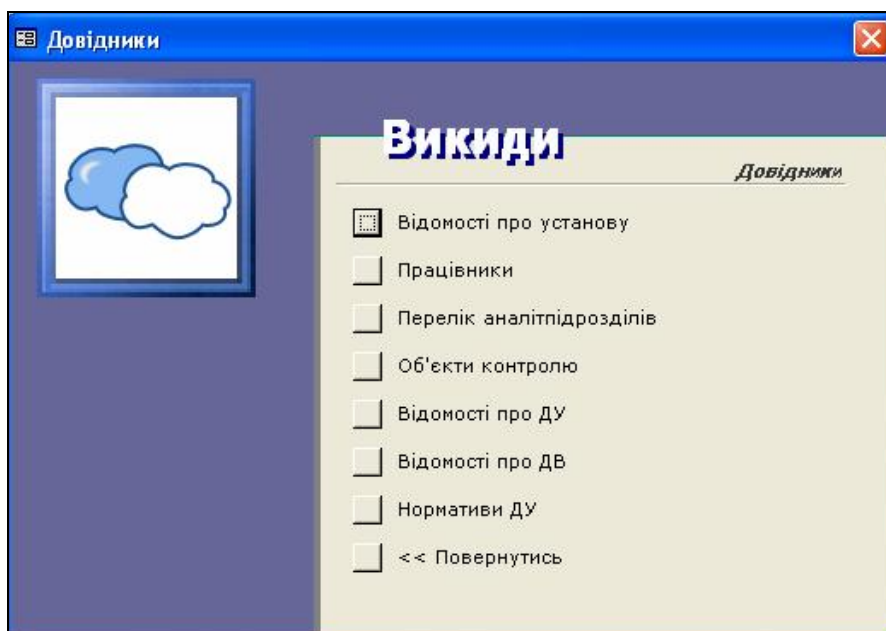 Довідники
Викиди
Довідники
Відомості про установу
Працівники
Перелік аналітпідрозділів
Об'єкти контролю
Відомості про ДУ
Відомості про ДВ
Нормативи ДУ
<< Повернутись